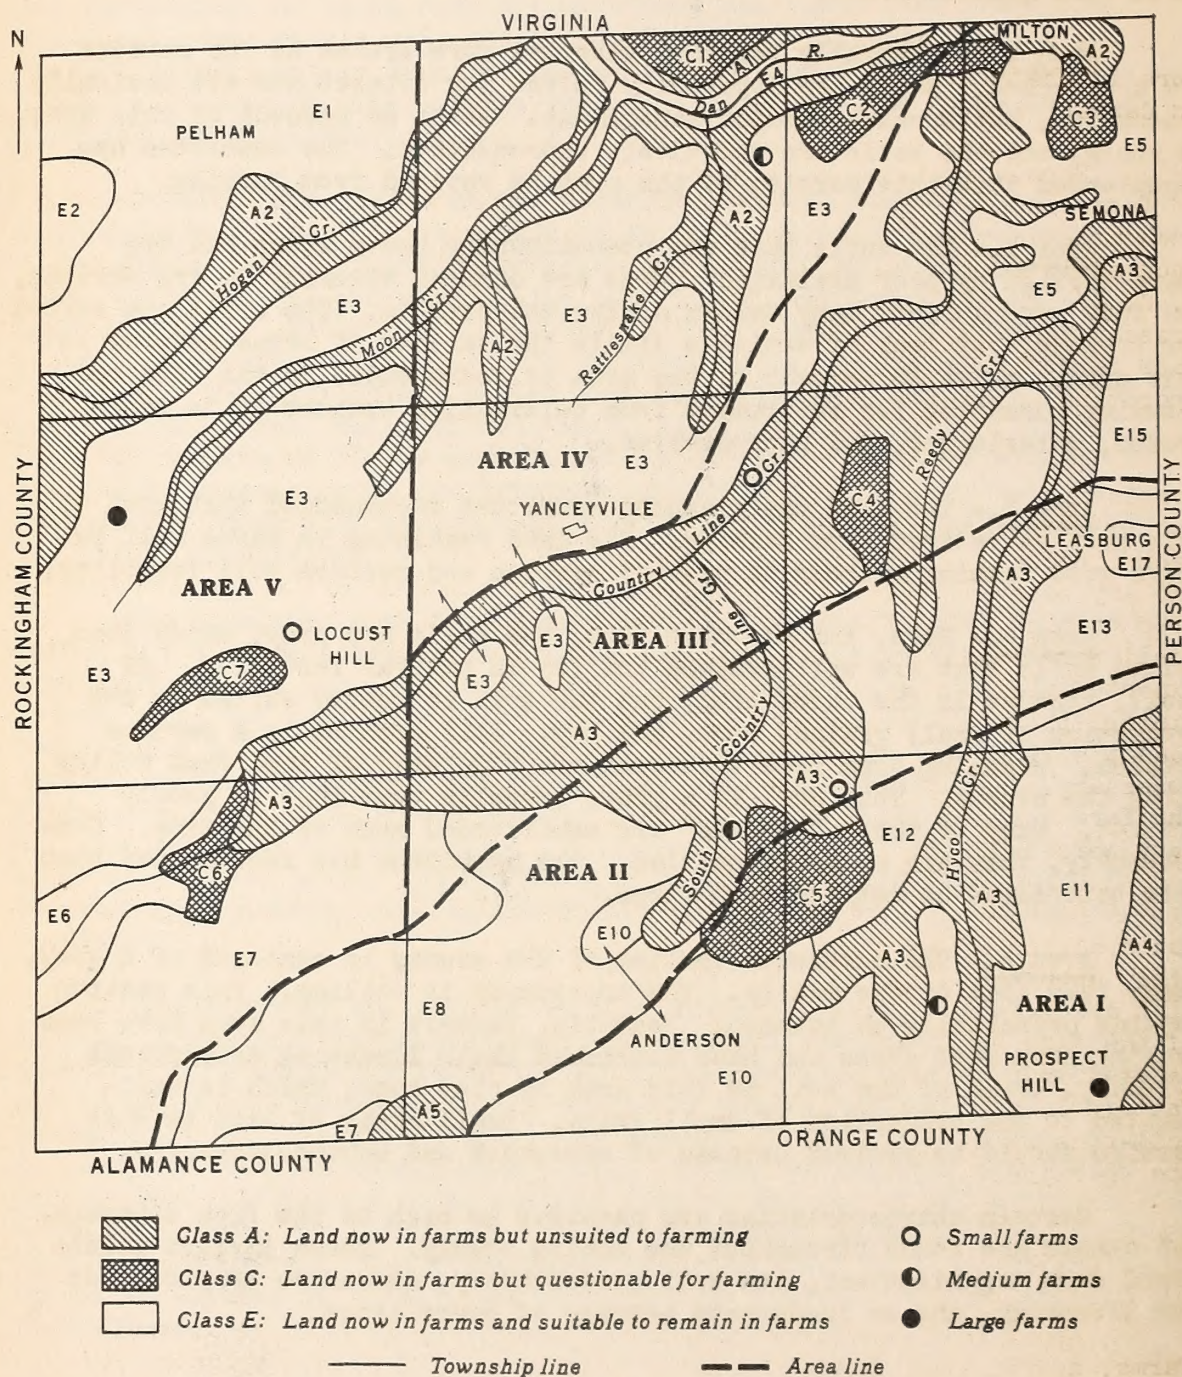 VIRGINIA
N
MILTON
C1
A1
R.
A2
E4
Dan
C2
C3
E1
PELHAM
E5
E2
A2
A2
E3
SEMONA
Cr.
Hogan
Cr.
A3
E5
E3
Cr.
E3
Moon
A2
Rattlesnake
Cr.
E15
AREA IV
E3
Cr.
Reedy
E3
C4
YANCEYVILLE
Line
LEASBURG
E17
A3
Country
Cr.
AREA V
Line
E13
LOCUST
HILL
E3
AREA III
E3
C7
E3
A3
Country
A3
Cr.
A3
E12
Hyco
C6
AREA II
South
C5
A3
E11
E6
E10
A4
E7
A3
E8
AREA I
ANDERSON
PROSPECT
HILL
E10
A5
E7
ROCKINGHAM COUNTY
PERSON COUNTY
ALAMANCE COUNTY
ORANGE COUNTY
Class A: Land now in farms but unsuited to farming
Class C: Land now in farms but questionable for farming
Class E: Land now in farms and suitable to remain in farms
Small farms
Medium farms
Large farms
Township line
Area line